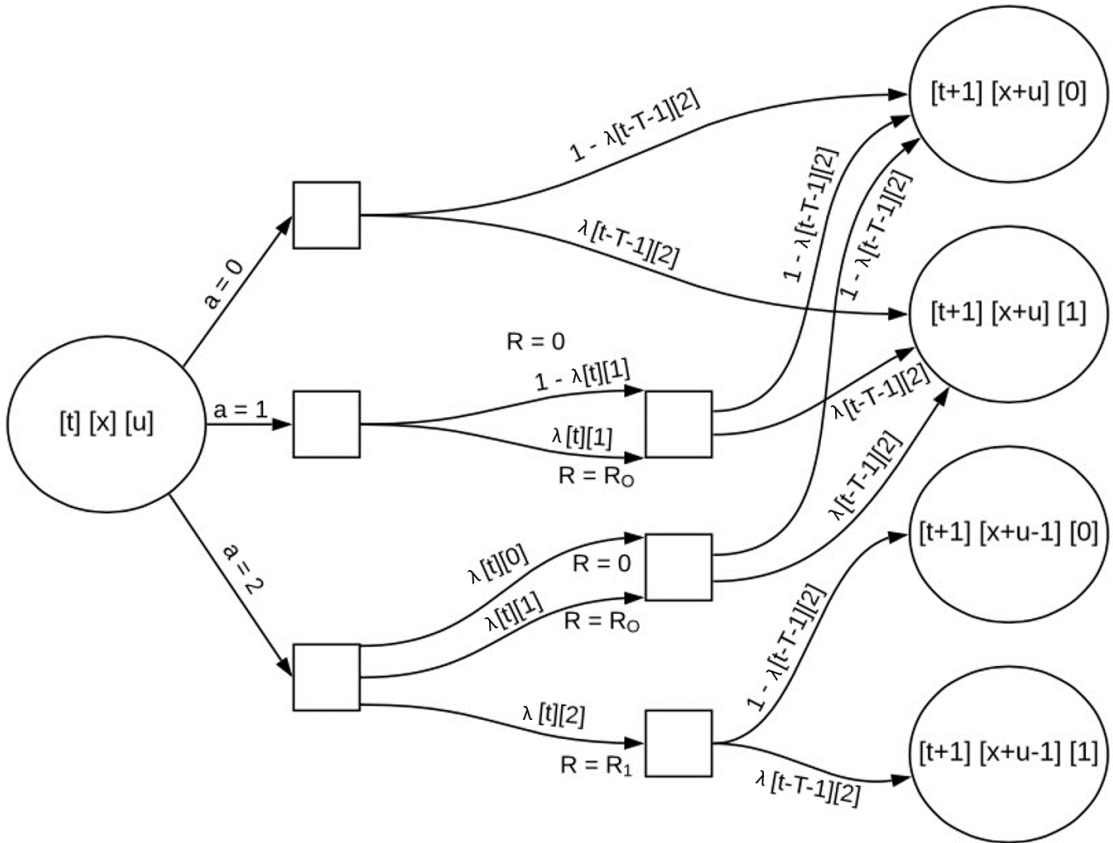 [t+1] [x+u] [0]
1 - λ[t-T-1][2]
1 - λ[t-T-1][2]
1 - λ[t-T-1][2]
λ [t-T-1][2]
a = 0
[t+1] [x+u] [1]
R = 0
1 - λ[t][1]
λ[t-T-1][2]
[t] [x] [u]
a = 1
λ [t][1]
R = RO
λ[t-T-1][2]
[t+1] [x+u-1] [0]
a = 2
λ [t][0]
R = 0
λ[t][1]
R = RO
1 - λ[t-T-1][2]
λ [t][2]
R = R1
[t+1] [x+u-1] [1]
λ [t-T-1][2]